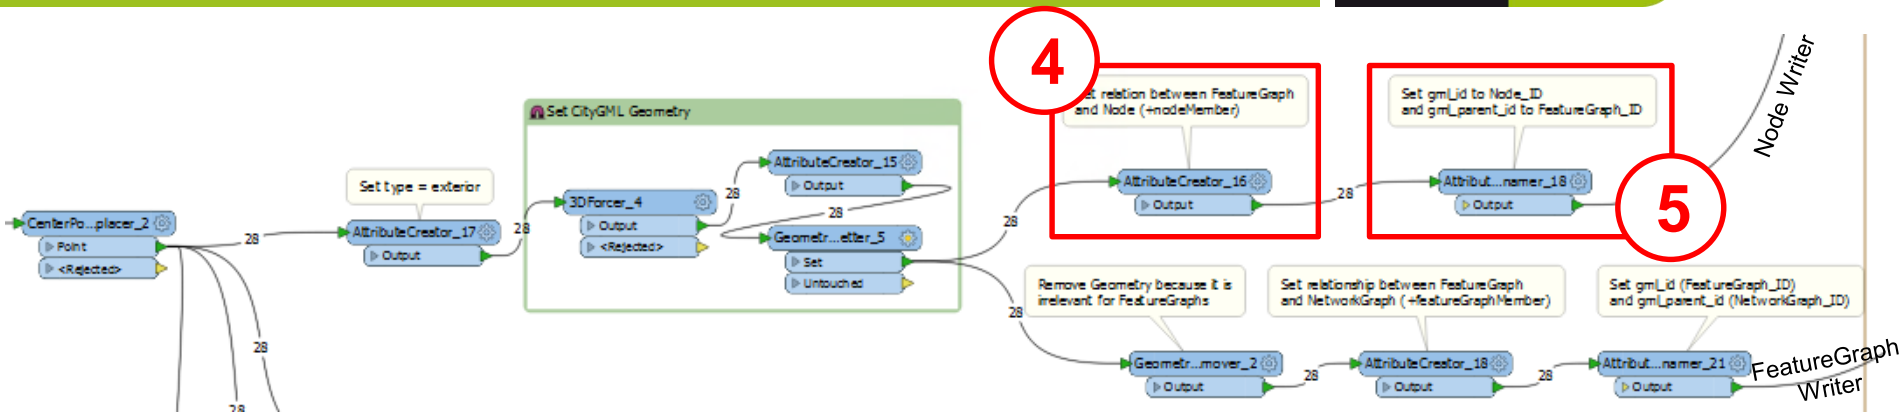 4
et relation between FeatureGraph
and Node (+nodeMember)
Set gml_id to Node_ID
and gml_parent_id to FeatureGraph_ID
Node Writer
Set CityGML Geometry
AttributeCreator_15
Output
28
Set type = exterior
3DForcer_4
Output
<Rejected>
28
AttributeCreator_16
Output
28
Attribut...namer_18
Output
5
CenterPo...placer_2
Point
<Rejected>
28
AttributeCreator_17
Output
28
Geometr...etter_5
Set
Untouched
28
Remove Geometry because it is
irrelevant for FeatureGraphs
Set relationship between FeatureGraph
and NetworkGraph (+featureGraphMember)
Set gml_id (FeatureGraph_ID)
and gml_parent_id (NetworkGraph_ID)
28
28
Geometr...mover_2
Output
28
AttributeCreator_18
Output
28
Attribut...namer_21
Output
FeatureGraph
Writer
28